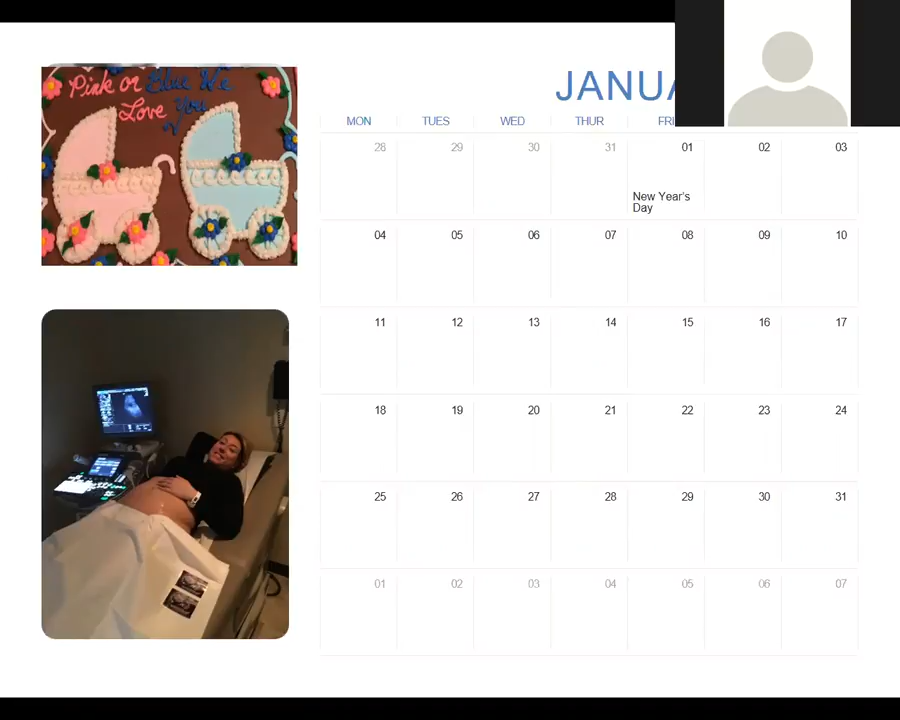 Pink or Blue We
Love You
JANUA
MON TUES WED THUR FRI
28 29 30 31 01 02 03
New Year's
Day
04 05 06 07 08 09 10
11 12 13 14 15 16 17
18 19 20 21 22 23 24
25 26 27 28 29 30 31
01 02 03 04 05 06 07